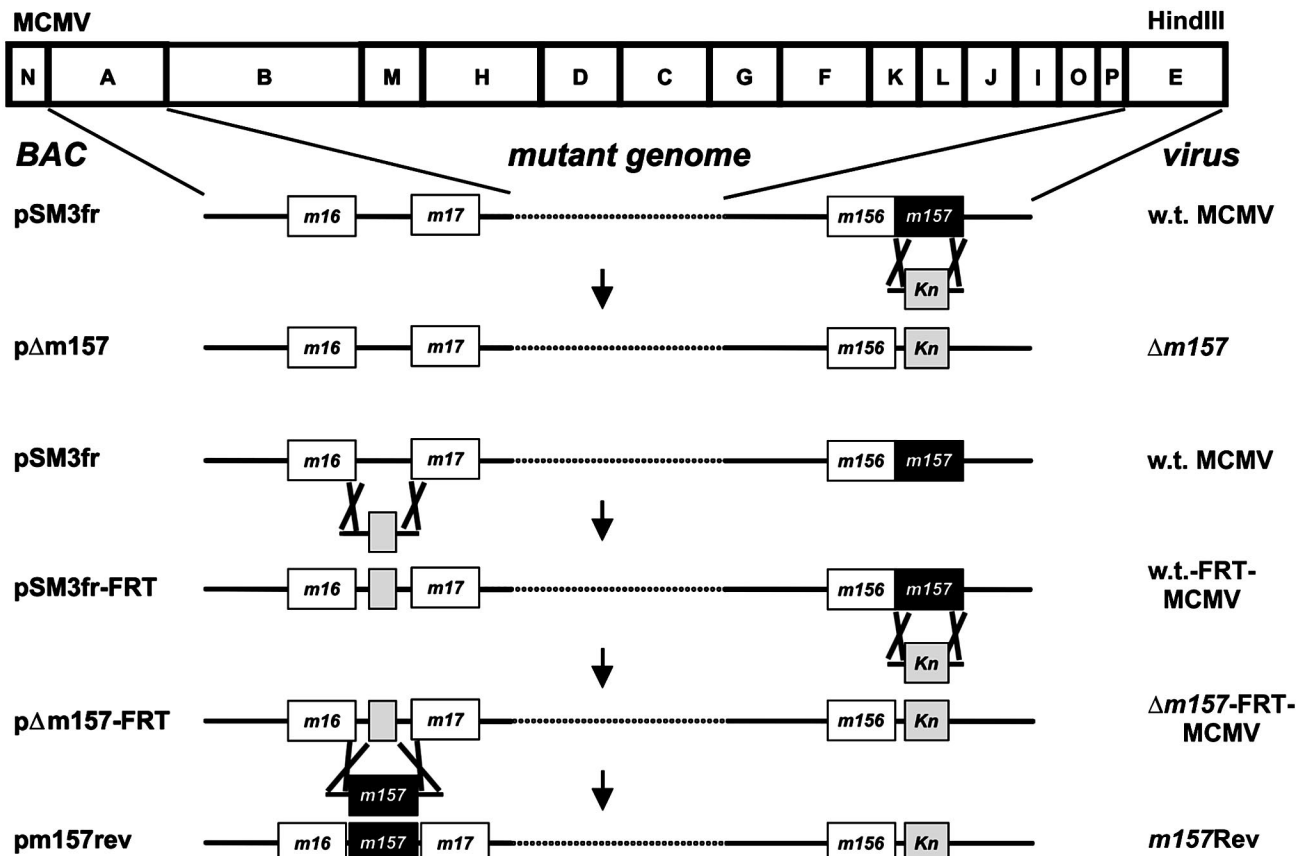 MCMV HindIII
N A B M H D C G F K L J I O P E
BAC mutant genome virus
pSM3fr m16 m17 m156 m157 w.t. MCMV
Kn
pΔm157 m16 m17 m156 Kn Δm157
pSM3fr m16 m17 m156 m157 w.t. MCMV
pSM3fr-FRT m16 m17 m156 m157 w.t.-FRT-
MCMV
Kn
pΔm157-FRT m16 m17 m156 Kn Δm157-FRT-
MCMV
m157
pm157rev m16 m157 m17 m156 Kn m157Rev